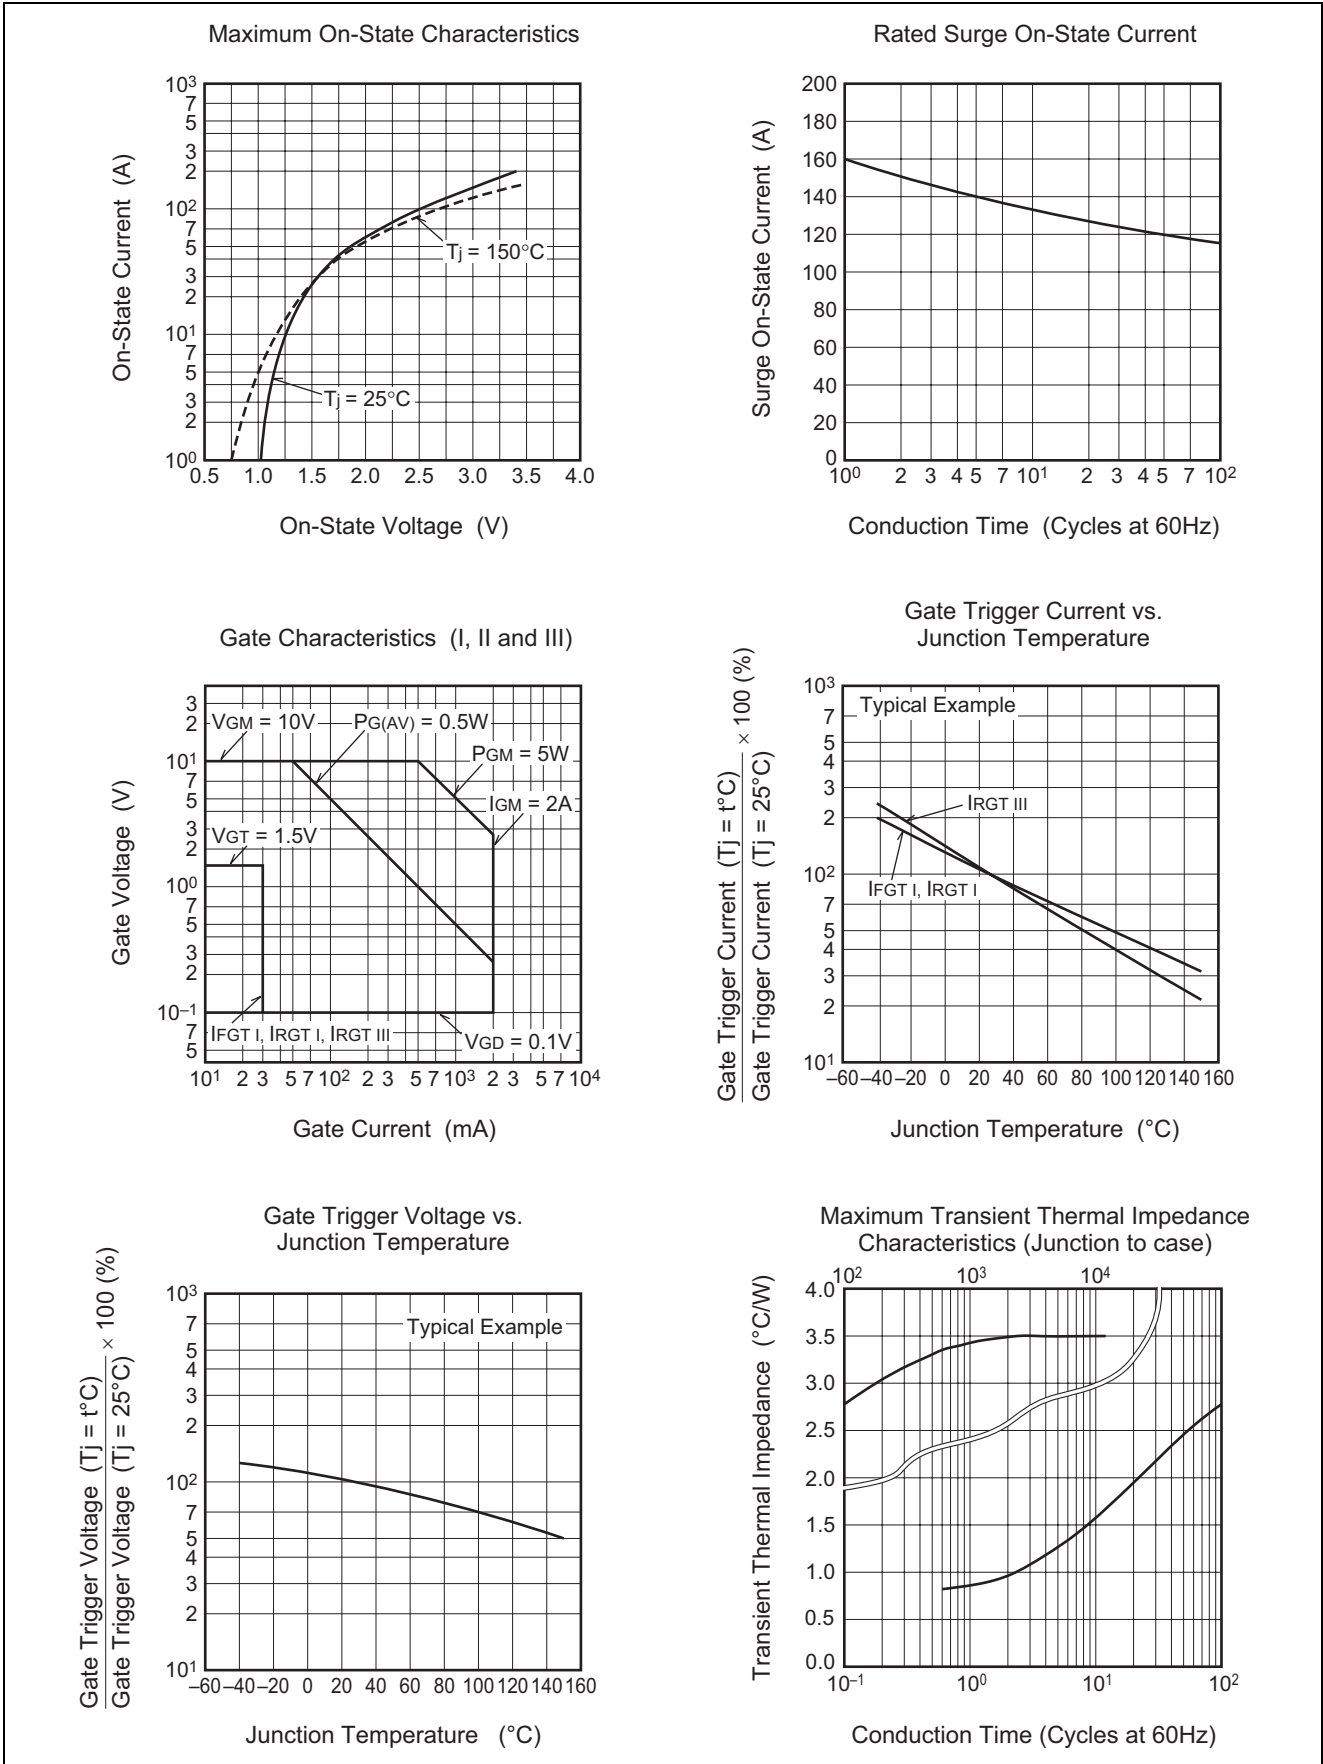 Maximum On-State Characteristics
10³
7
5
3
2
10²
7
5
3
2
10¹
7
5
3
2
10⁰
0.5 1.0 1.5 2.0 2.5 3.0 3.5 4.0
Tj = 150°C
Tj = 25°C
On-State Current (A)
On-State Voltage (V)
Rated Surge On-State Current
200
180
160
140
120
100
80
60
40
20
0
10⁰ 2 3 4 5 7 10¹ 2 3 4 5 7 10²
Surge On-State Current (A)
Conduction Time (Cycles at 60Hz)
Gate Characteristics (I, II and III)
3
2
10¹
7
5
3
2
10⁰
7
5
3
2
10⁻¹
7
5
VGM = 10V
PG(AV) = 0.5W
PGM = 5W
IGM = 2A
VGT = 1.5V
IFGT I, IRGT I, IRGT III
VGD = 0.1V
10¹ 2 3 5 7 10² 2 3 5 7 10³ 2 3 5 7 10⁴
Gate Voltage (V)
Gate Current (mA)
Gate Trigger Current vs.
Junction Temperature
10³
7
5
4
3
2
10²
7
5
4
3
2
10¹
Typical Example
IRGT III
IFGT I, IRGT I
–60 –40 –20 0 20 40 60 80 100 120 140 160
Gate Trigger Current (Tj = t°C)
Gate Trigger Current (Tj = 25°C)
× 100 (%)
Junction Temperature (°C)
Gate Trigger Voltage vs.
Junction Temperature
10³
7
5
4
3
2
10²
7
5
4
3
2
10¹
Typical Example
–60 –40 –20 0 20 40 60 80 100 120 140 160
Gate Trigger Voltage (Tj = t°C)
Gate Trigger Voltage (Tj = 25°C)
× 100 (%)
Junction Temperature (°C)
Maximum Transient Thermal Impedance
Characteristics (Junction to case)
10² 10³ 10⁴
4.0
3.5
3.0
2.5
2.0
1.5
1.0
0.5
0.0
10⁻¹ 10⁰ 10¹ 10²
Transient Thermal Impedance (°C/W)
Conduction Time (Cycles at 60Hz)